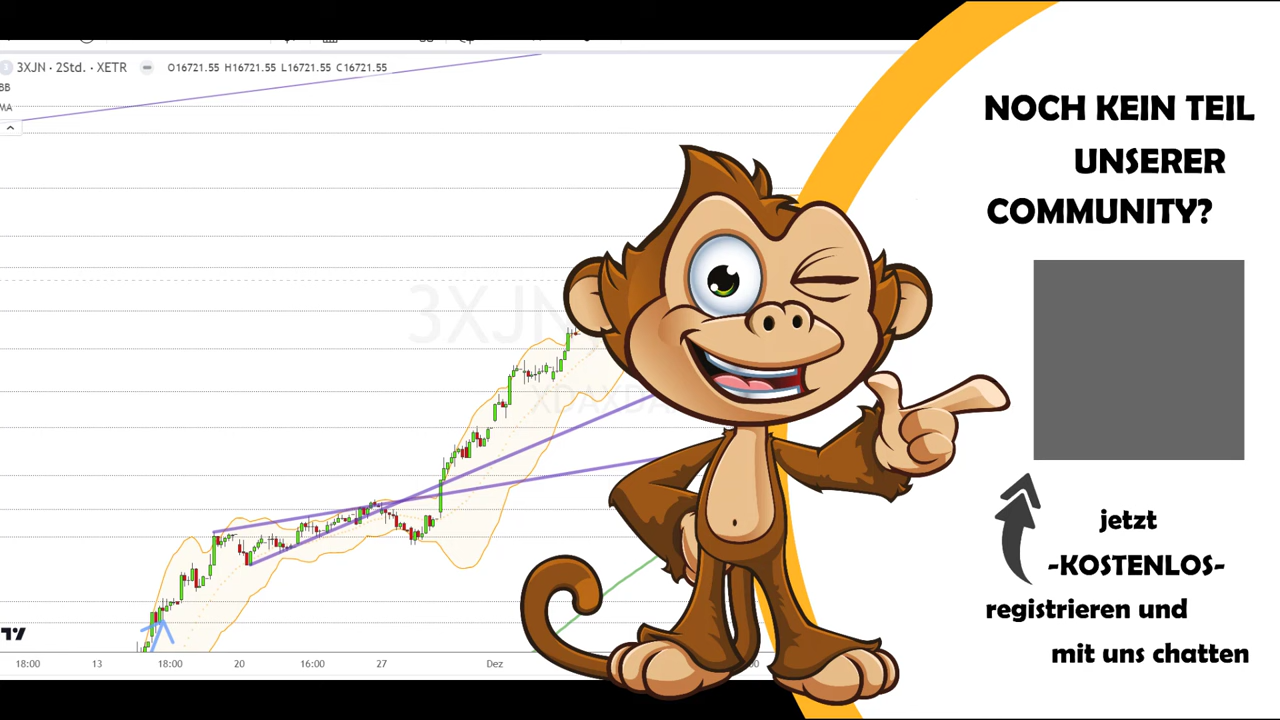 3XJN · 2Std. · XETR
O16721.55 H16721.55 L16721.55 C16721.55
BB
MA
NOCH KEIN TEIL
UNSERER
COMMUNITY?
3XJN
jetzt
-KOSTENLOS-
registrieren und
mit uns chatten
18:00 13 18:00 20 16:00 27 Dez